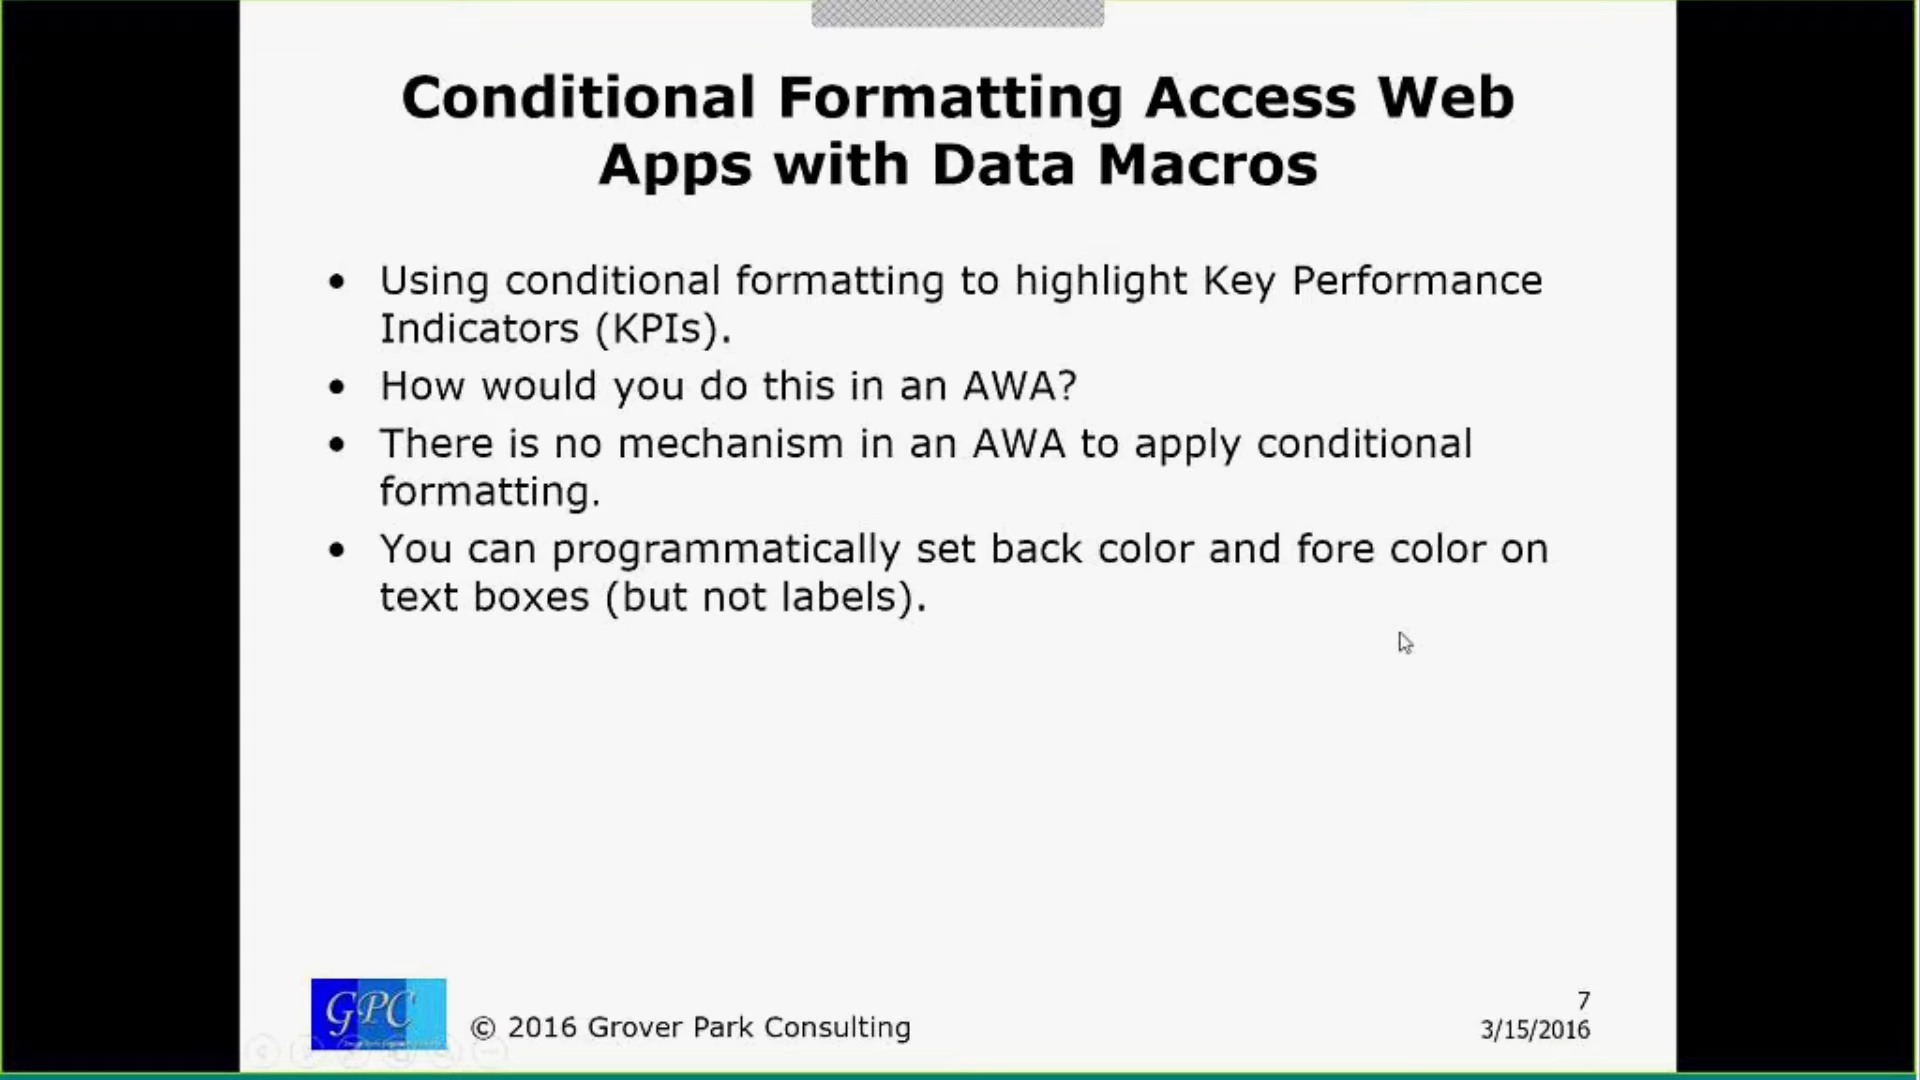 Conditional Formatting Access Web
Apps with Data Macros
• Using conditional formatting to highlight Key Performance
Indicators (KPIs).
• How would you do this in an AWA?
• There is no mechanism in an AWA to apply conditional
formatting.
• You can programmatically set back color and fore color on
text boxes (but not labels).
GPC
© 2016 Grover Park Consulting
7
3/15/2016